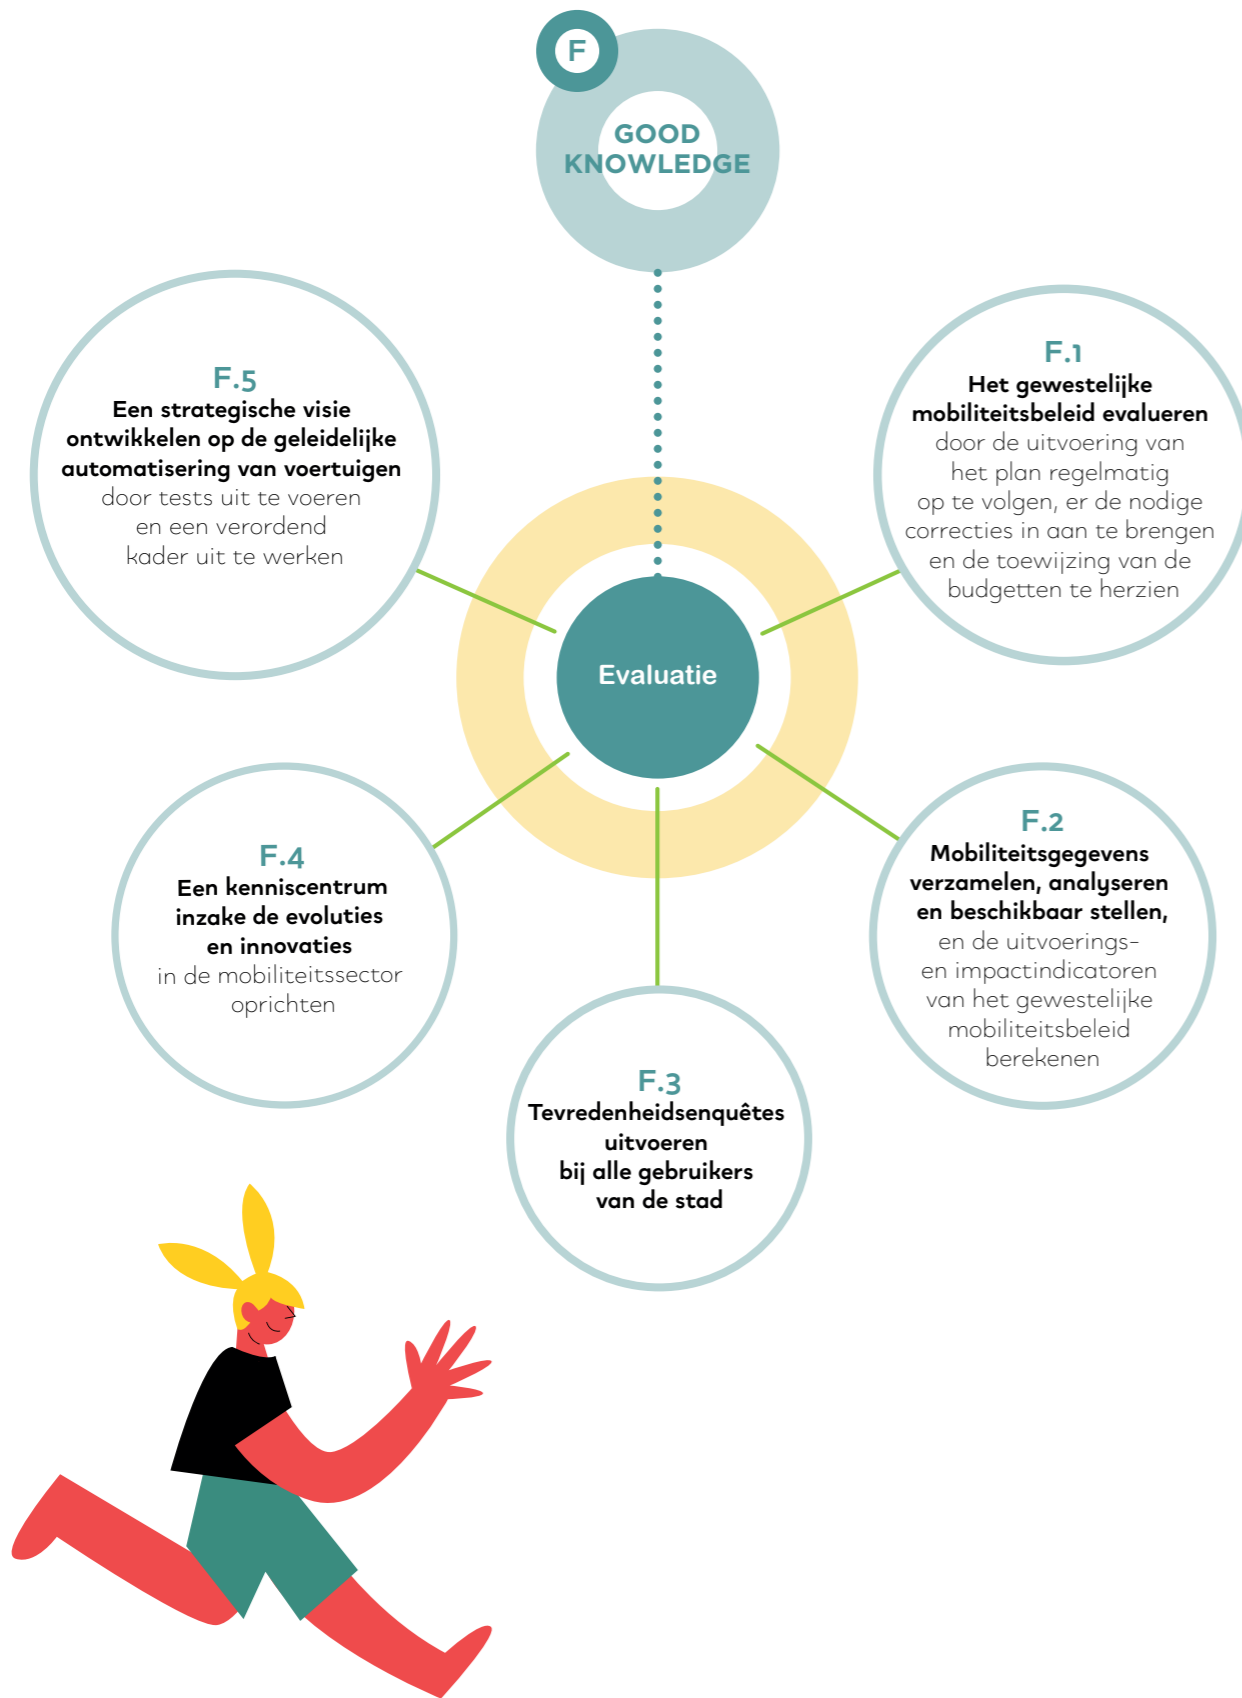 F
GOOD
KNOWLEDGE
F.5
Een strategische visie
ontwikkelen op de geleidelijke
automatisering van voertuigen
door tests uit te voeren
en een verordend
kader uit te werken
F.1
Het gewestelijke
mobiliteitsbeleid evalueren
door de uitvoering van
het plan regelmatig
op te volgen, er de nodige
correcties in aan te brengen
en de toewijzing van de
budgetten te herzien
Evaluatie
F.4
Een kenniscentrum
inzake de evoluties
en innovaties
in de mobiliteitssector
oprichten
F.2
Mobiliteitsgegevens
verzamelen, analyseren
en beschikbaar stellen,
en de uitvoerings-
en impactindicatoren
van het gewestelijke
mobiliteitsbeleid
berekenen
F.3
Tevredenheidsenquêtes
uitvoeren
bij alle gebruikers
van de stad